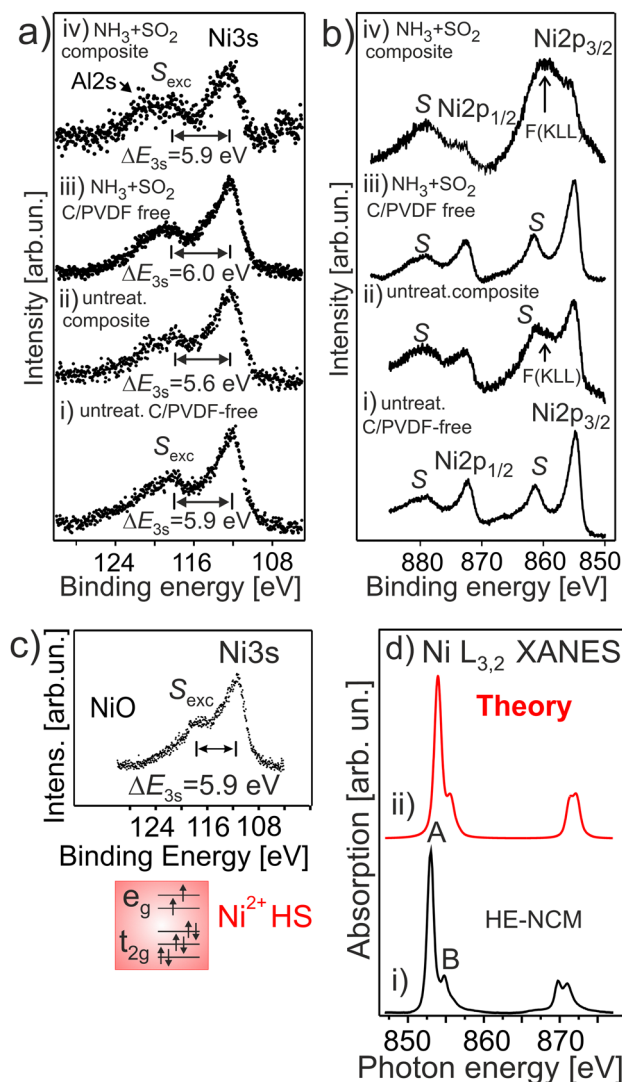 a)
iv) NH₃+SO₂
composite
Ni3s
Al2s
Sexc
ΔE₃ₛ=5.9 eV
iii) NH₃+SO₂
C/PVDF free
ΔE₃ₛ=6.0 eV
ii) untreat.
composite
ΔE₃ₛ=5.6 eV
i) untreat. C/PVDF-free
Sexc
ΔE₃ₛ=5.9 eV
Intensity [arb.un.]
124 116 108
Binding energy [eV]
b)
iv) NH₃+SO₂
composite
Ni2p3/2
S
Ni2p1/2
F(KLL)
iii) NH₃+SO₂
C/PVDF free
S
S
ii) untreat.composite
S
S
F(KLL)
i) untreat.
C/PVDF-free
Ni2p3/2
Ni2p1/2
S
S
Intensity [arb.un.]
880 870 860 850
Binding energy [eV]
c)
Ni3s
NiO
Sexc
ΔE₃ₛ=5.9 eV
Intens. [arb.un.]
124 116 108
Binding Energy [eV]
eg
t2g
Ni²⁺ HS
d) Ni L₃,₂ XANES
Theory
ii)
A
HE-NCM
B
i)
Absorption [arb. un.]
850 860 870
Photon energy [eV]